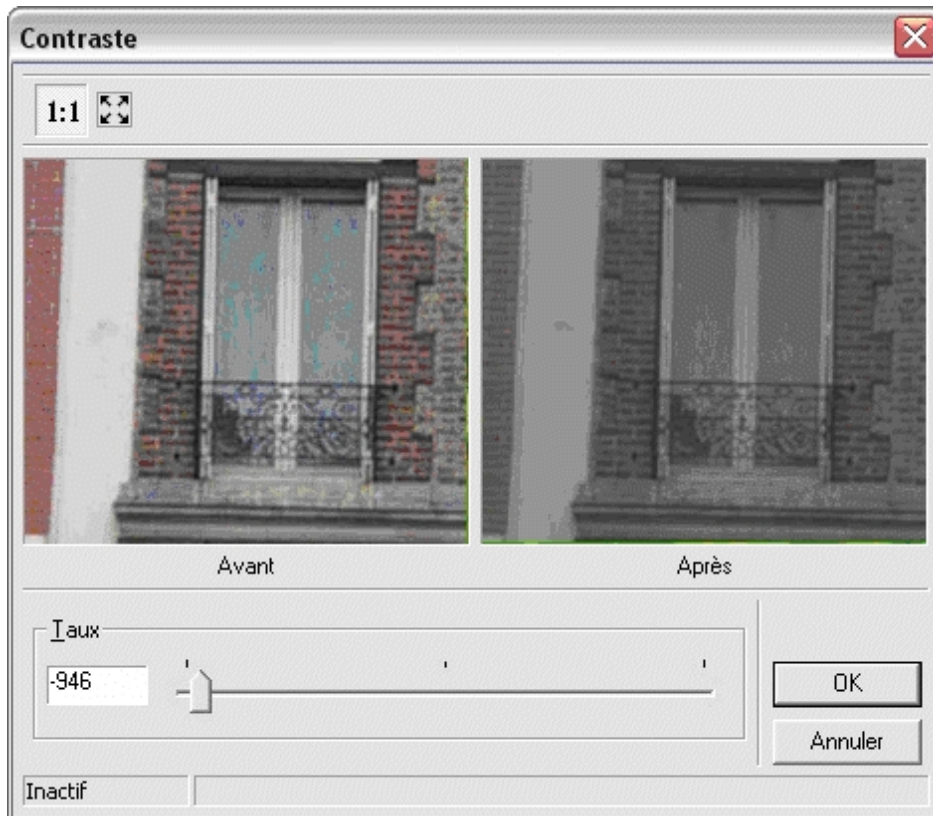 Contraste
1:1
Avant
Après
Taux
-946
OK
Annuler
Inactif